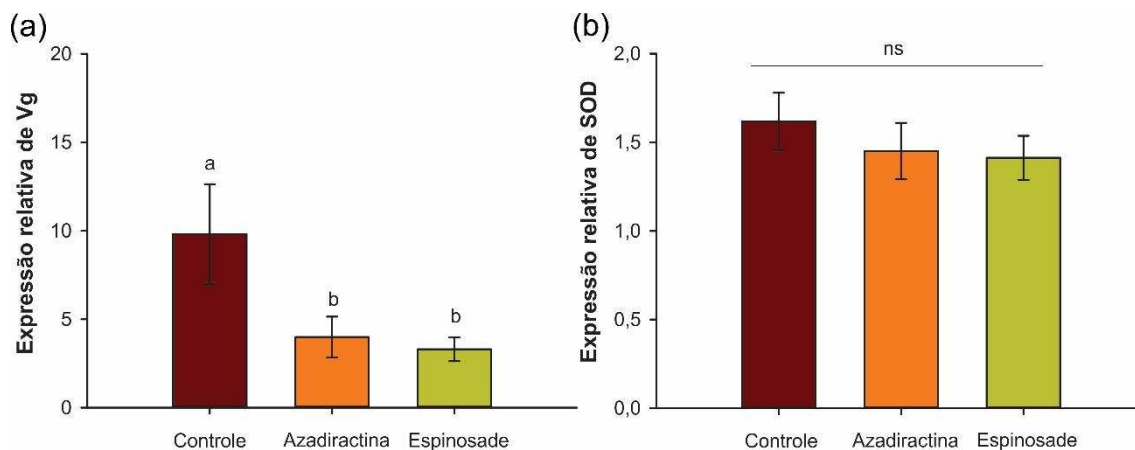 (a)
Expressão relativa de Vg
20
15
10
5
0
a
b
b
Controle
Azadiractina
Espinosade
(b)
Expressão relativa de SOD
2,0
1,5
1,0
0,5
0,0
ns
Controle
Azadiractina
Espinosade